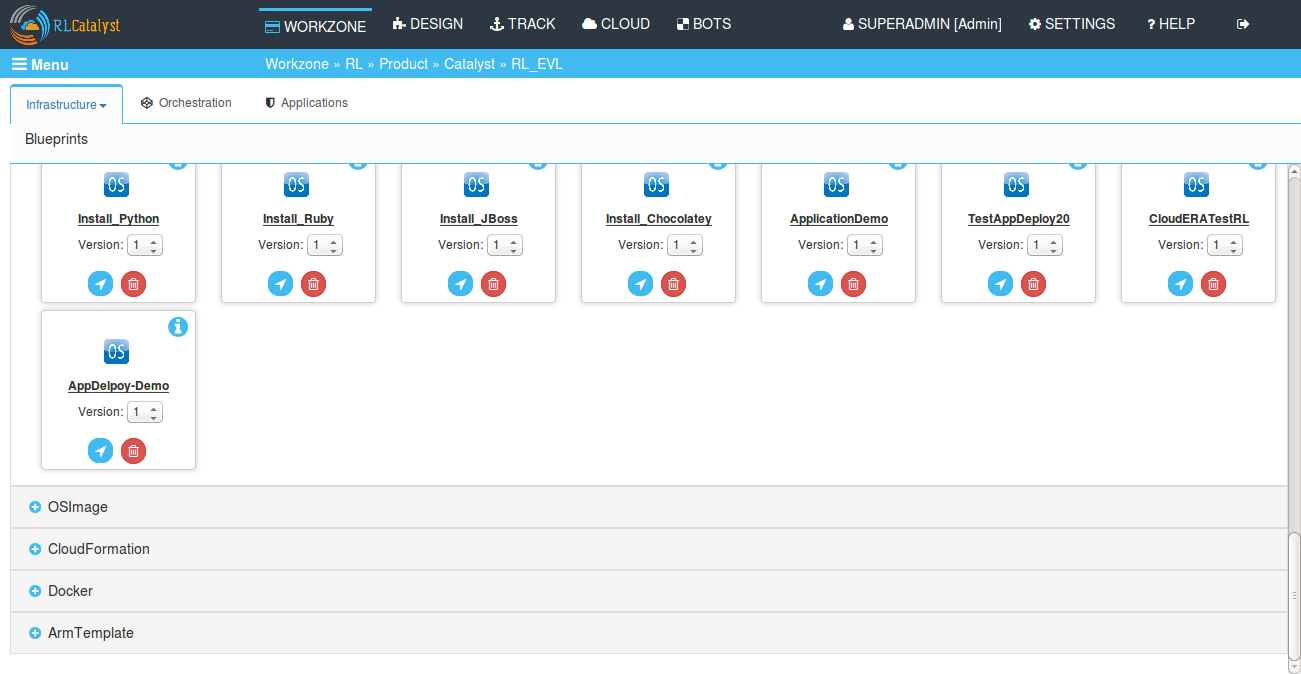 RLCatalyst
WORKZONE DESIGN TRACK CLOUD BOTS SUPERADMIN [Admin] SETTINGS ? HELP
Menu Workzone » RL » Product » Catalyst » RL_EVL
Infrastructure Orchestration Applications
Blueprints
OS OS OS OS OS OS OS
Install_Python Install_Ruby Install_JBoss Install_Chocolatey ApplicationDemo TestAppDeploy20 CloudERATestRL
Version: 1 Version: 1 Version: 1 Version: 1 Version: 1 Version: 1 Version: 1
OS
AppDelpoy-Demo
Version: 1
OSImage
CloudFormation
Docker
ArmTemplate